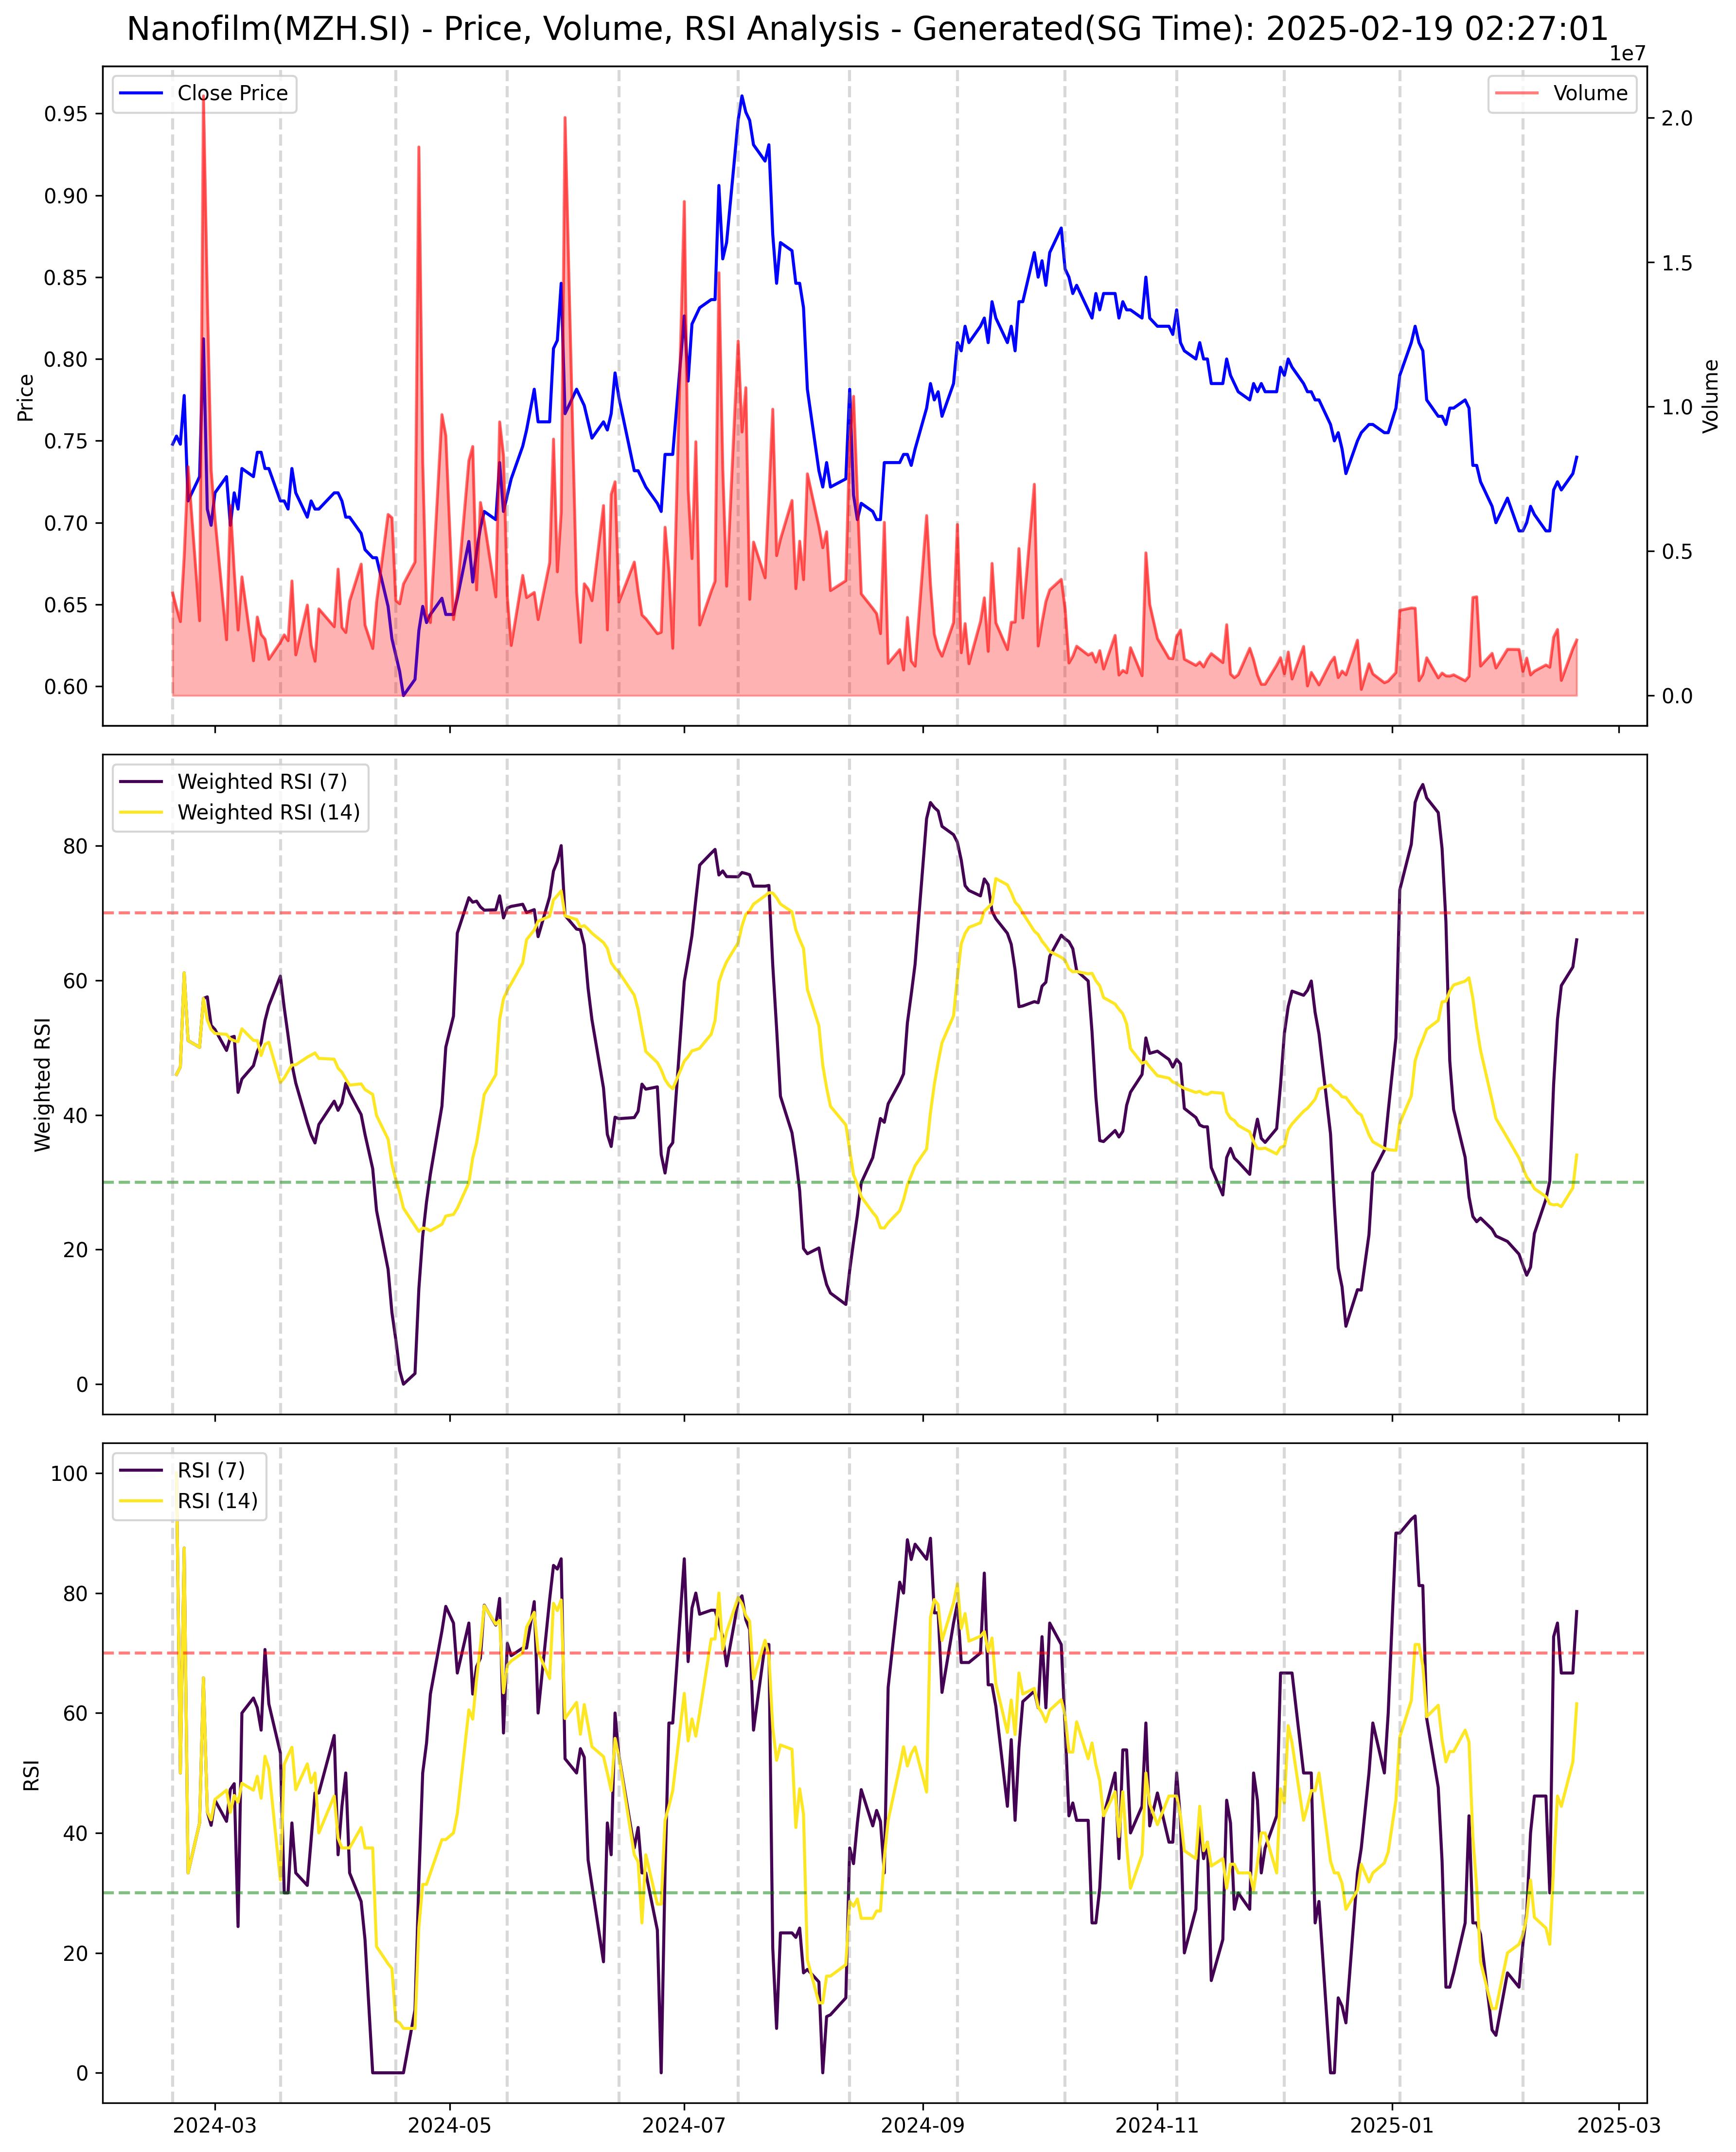 Nanofilm(MZH.SI) - Price, Volume, RSI Analysis - Generated(SG Time): 2025-02-19 02:27:01
1e7
Close Price
Volume
0.95
0.90
0.85
0.80
0.75
0.70
0.65
0.60
Price
2.0
1.5
1.0
0.5
0.0
Volume
Weighted RSI (7)
Weighted RSI (14)
80
60
40
20
0
Weighted RSI
RSI (7)
RSI (14)
100
80
60
40
20
0
RSI
2024-03
2024-05
2024-07
2024-09
2024-11
2025-01
2025-03